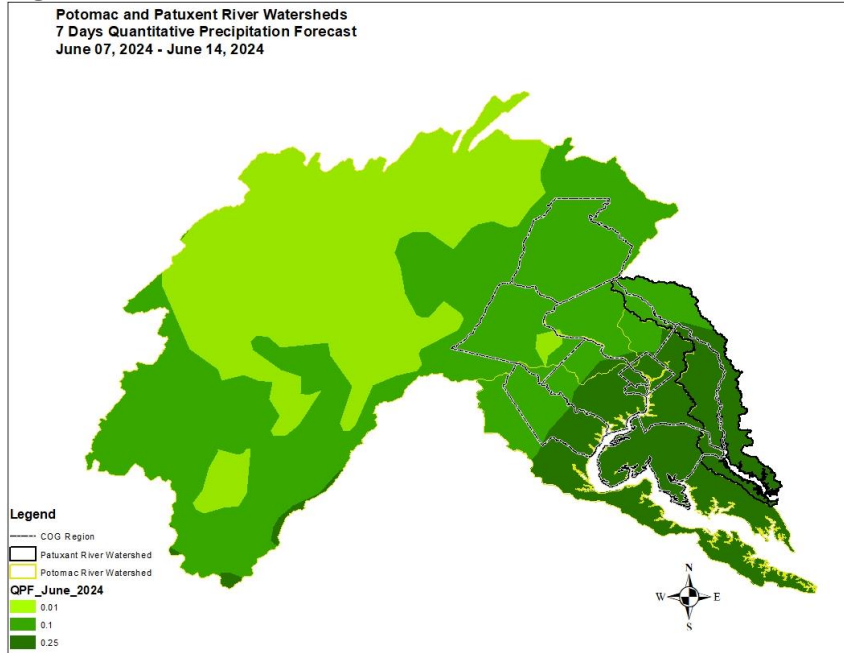 Potomac and Patuxent River Watersheds
7 Days Quantitative Precipitation Forecast
June 07, 2024 - June 14, 2024
Legend
COG Region
Patuxant River Watershed
Potomac River Watershed
QPF_June_2024
0.01
0.1
0.25
N
W
E
S